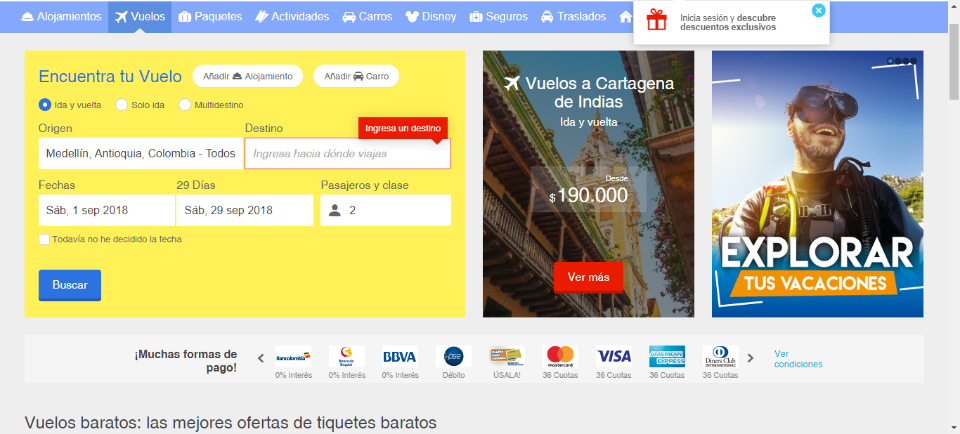 Alojamientos Vuelos Paquetes Actividades Carros Disney Seguros Traslados
Inicia sesión y descubre
descuentos exclusivos
Encuentra tu Vuelo Añadir Alojamiento Añadir Carro
Ida y vuelta Solo ida Multidestino
Origen Destino Ingresa un destino
Medellín, Antioquia, Colombia - Todos Ingresa hacia dónde viajas
Fechas 29 Días Pasajeros y clase
Sáb, 1 sep 2018 Sáb, 29 sep 2018 2
Todavía no he decidido la fecha
Buscar
Vuelos a Cartagena
de Indias
Ida y vuelta
Desde
$ 190.000
Ver más
EXPLORAR
TUS VACACIONES
¡Muchas formas de
pago!
Bancolombia Banco de Bogotá BBVA pse mastercard VISA AMERICAN EXPRESS Diners Club INTERNATIONAL
0% Interés 0% Interés 0% Interés Débito ÚSALA! 36 Cuotas 36 Cuotas 36 Cuotas 36 Cuotas
Ver
condiciones
Vuelos baratos: las mejores ofertas de tiquetes baratos